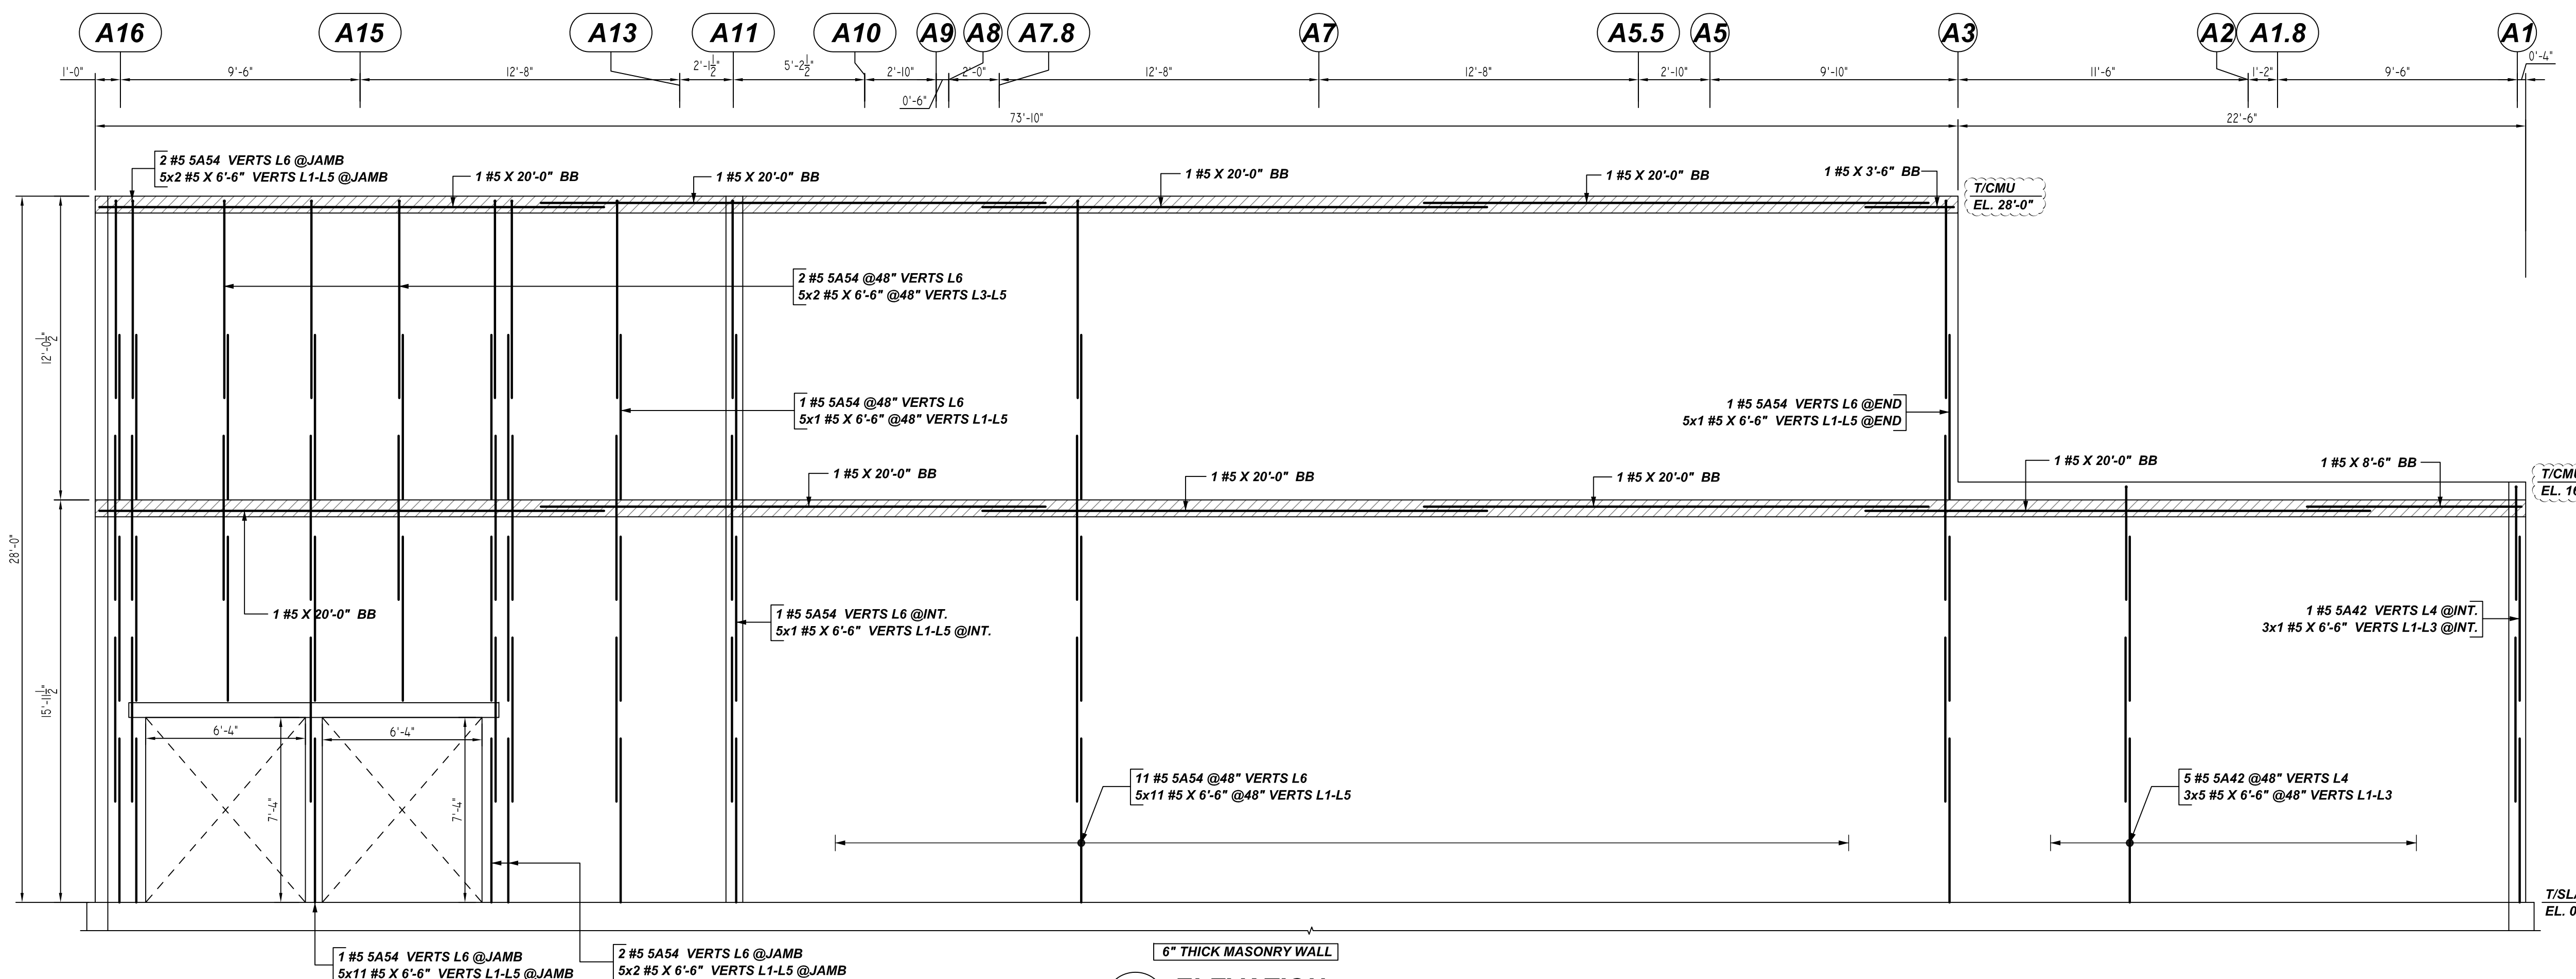 A16 A15 A13 A11 A10 A9 A8 A7.8 A7 A5.5 A5 A3 A2 A1.8 A1
1'-0" 9'-6" 12'-8" 2'-1 1/2" 5'-2 1/2" 2'-10" 0'-6" 2'-0" 12'-8" 12'-8" 2'-10" 9'-10" 11'-6" 1'-2" 9'-6" 0'-4"
73'-10" 22'-6"
2 #5 5A54 VERTS L6 @JAMB
5x2 #5 X 6'-6" VERTS L1-L5 @JAMB
1 #5 X 20'-0" BB
1 #5 X 20'-0" BB
1 #5 X 20'-0" BB
1 #5 X 20'-0" BB
1 #5 X 3'-6" BB
T/CMU
EL. 28'-0"
2 #5 5A54 @48" VERTS L6
5x2 #5 X 6'-6" @48" VERTS L3-L5
12'-0 1/2"
1 #5 5A54 @48" VERTS L6
5x1 #5 X 6'-6" @48" VERTS L1-L5
1 #5 5A54 VERTS L6 @END
5x1 #5 X 6'-6" VERTS L1-L5 @END
1 #5 X 20'-0" BB
1 #5 X 20'-0" BB
1 #5 X 20'-0" BB
1 #5 X 20'-0" BB
1 #5 X 8'-6" BB
EL. 16
28'-0"
1 #5 X 20'-0" BB
1 #5 5A54 VERTS L6 @INT.
5x1 #5 X 6'-6" VERTS L1-L5 @INT.
1 #5 5A42 VERTS L4 @INT.
3x1 #5 X 6'-6" VERTS L1-L3 @INT.
15'-11 1/2"
6'-4"
6'-4"
7'-4"
7'-4"
11 #5 5A54 @48" VERTS L6
5x11 #5 X 6'-6" @48" VERTS L1-L5
5 #5 5A42 @48" VERTS L4
3x5 #5 X 6'-6" @48" VERTS L1-L3
EL. 0
1 #5 5A54 VERTS L6 @JAMB
5x11 #5 X 6'-6" VERTS L1-L5 @JAMB
2 #5 5A54 VERTS L6 @JAMB
5x2 #5 X 6'-6" VERTS L1-L5 @JAMB
6" THICK MASONRY WALL